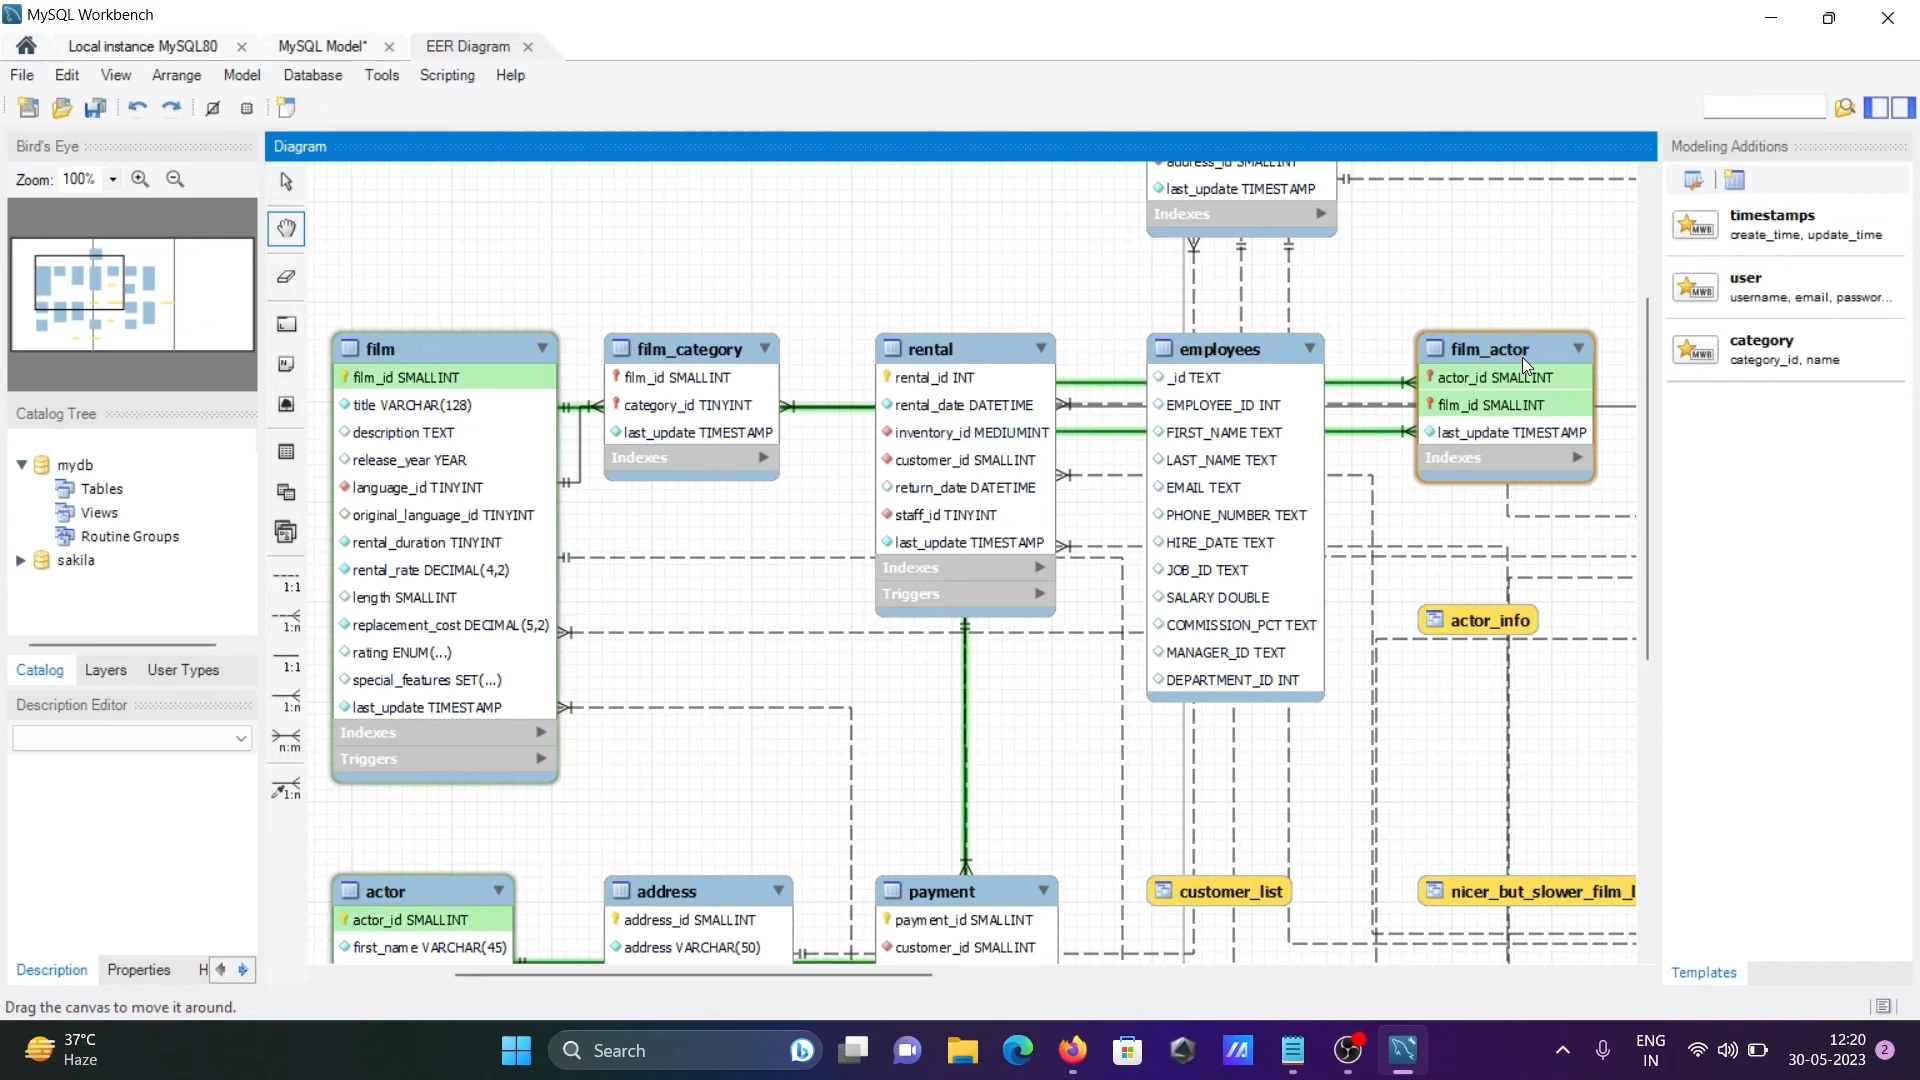 MySQL Workbench
Local instance MySQL80
MySQL Model*
EER Diagram
File Edit View Arrange Model Database Tools Scripting Help
Bird's Eye
Diagram
Modeling Additions
Zoom: 100%
timestamps
create_time, update_time
user
username, email, passwor...
category
category_id, name
Catalog Tree
mydb
Tables
Views
Routine Groups
sakila
Catalog Layers User Types
Description Editor
Description Properties H
Templates
1:1
1:n
1:1
1:n
n:m
1:n
last_update TIMESTAMP
Indexes
film
film_id SMALLINT
title VARCHAR(128)
description TEXT
release_year YEAR
language_id TINYINT
original_language_id TINYINT
rental_duration TINYINT
rental_rate DECIMAL(4,2)
length SMALLINT
replacement_cost DECIMAL(5,2)
rating ENUM(...)
special_features SET(...)
last_update TIMESTAMP
Indexes
Triggers
film_category
film_id SMALLINT
category_id TINYINT
last_update TIMESTAMP
Indexes
rental
rental_id INT
rental_date DATETIME
inventory_id MEDIUMINT
customer_id SMALLINT
return_date DATETIME
staff_id TINYINT
last_update TIMESTAMP
Indexes
Triggers
employees
_id TEXT
EMPLOYEE_ID INT
FIRST_NAME TEXT
LAST_NAME TEXT
EMAIL TEXT
PHONE_NUMBER TEXT
HIRE_DATE TEXT
JOB_ID TEXT
SALARY DOUBLE
COMMISSION_PCT TEXT
MANAGER_ID TEXT
DEPARTMENT_ID INT
film_actor
actor_id SMALLINT
film_id SMALLINT
last_update TIMESTAMP
Indexes
actor_info
actor
actor_id SMALLINT
first_name VARCHAR(45)
address
address_id SMALLINT
address VARCHAR(50)
payment
payment_id SMALLINT
customer_id SMALLINT
customer_list
nicer_but_slower_film_l
Drag the canvas to move it around.
37°C
Haze
Search
ENG
IN
12:20
30-05-2023
2